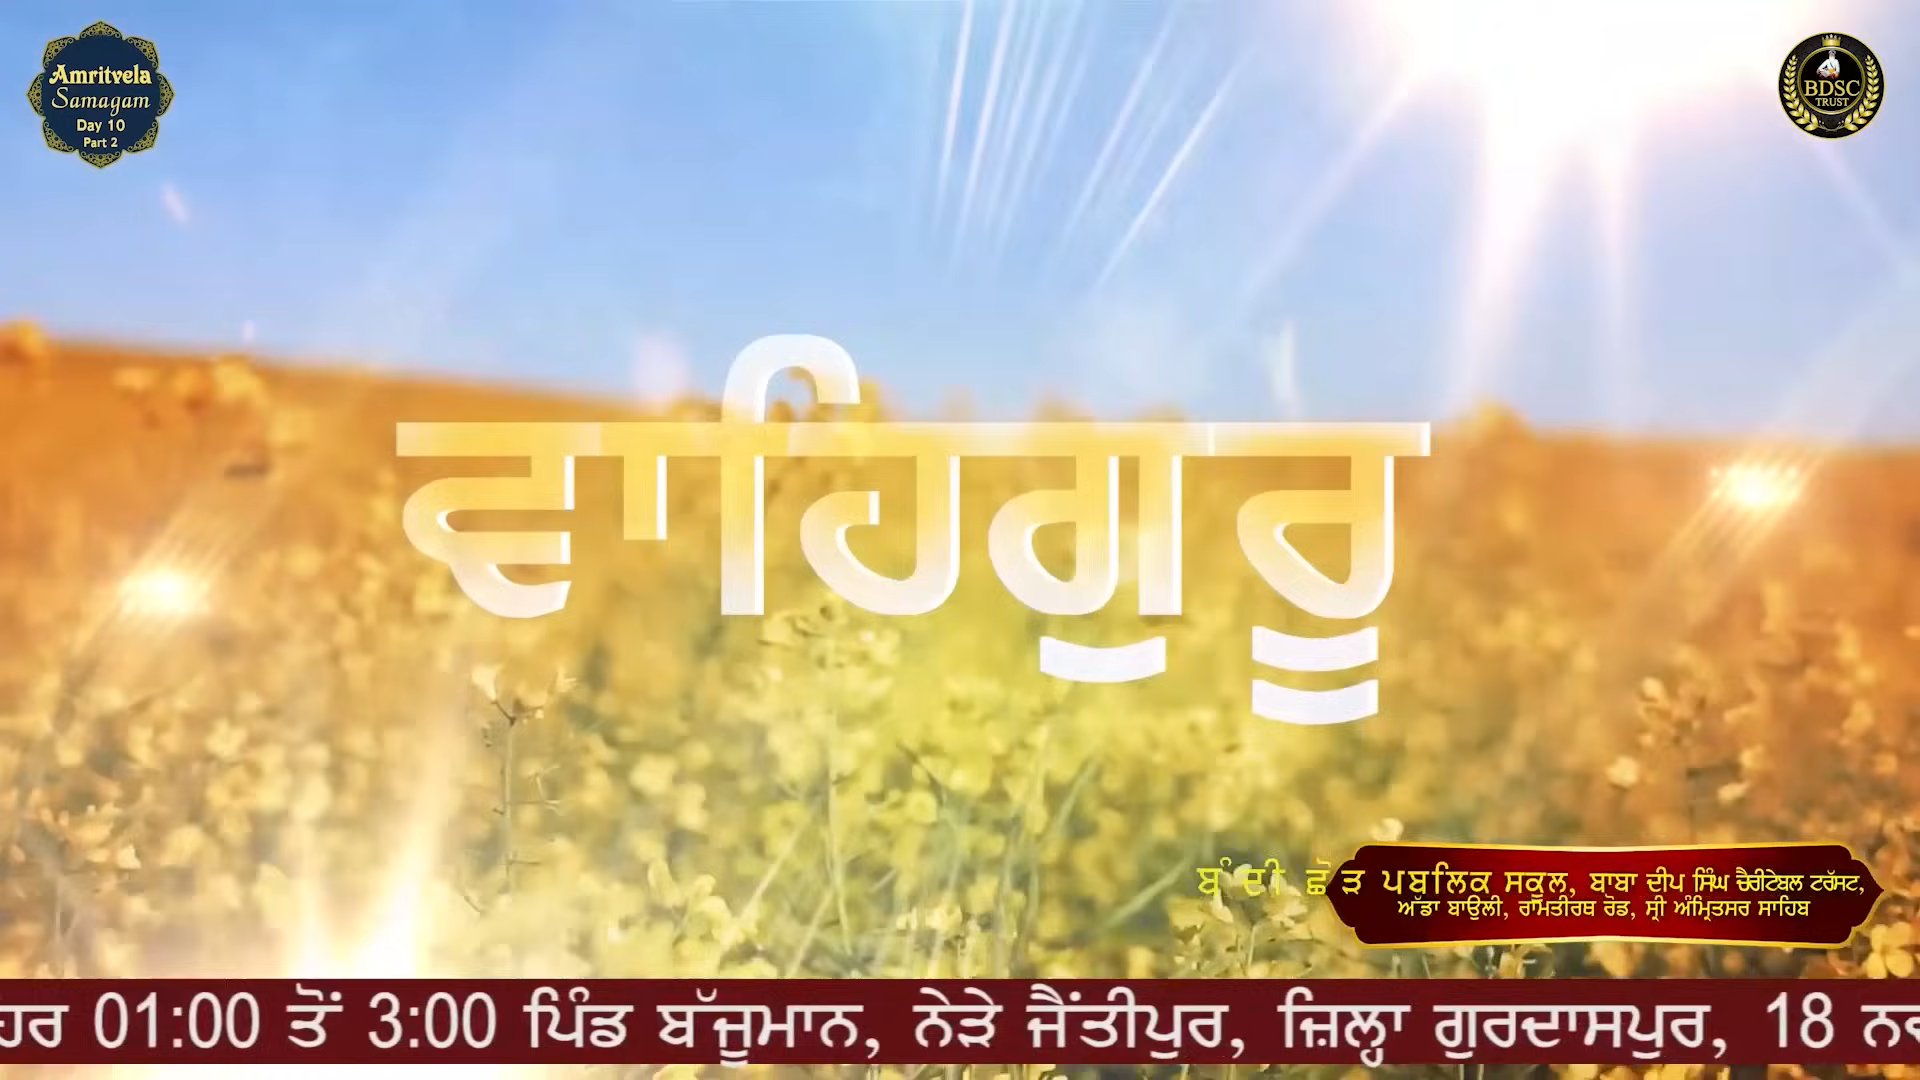 Amritvela
Samagam
Day 10
Part 2
BDSC
TRUST
ਵਾਹਿਗੁਰੂ
ਬੰਦੀ ਛੋੜ ਪਬਲਿਕ ਸਕੂਲ, ਬਾਬਾ ਦੀਪ ਸਿੰਘ ਚੈਰੀਟੇਬਲ ਟਰੱਸਟ,
ਅੱਡਾ ਬਾਉਲੀ, ਰਾਮਤੀਰਥ ਰੋਡ, ਸ੍ਰੀ ਅੰਮ੍ਰਿਤਸਰ ਸਾਹਿਬ
01:00 ਤੋਂ 3:00 ਪਿੰਡ ਬੱਜੂਮਾਨ, ਨੇੜੇ ਜੈਂਤੀਪੁਰ, ਜ਼ਿਲ੍ਹਾ ਗੁਰਦਾਸਪੁਰ, 18